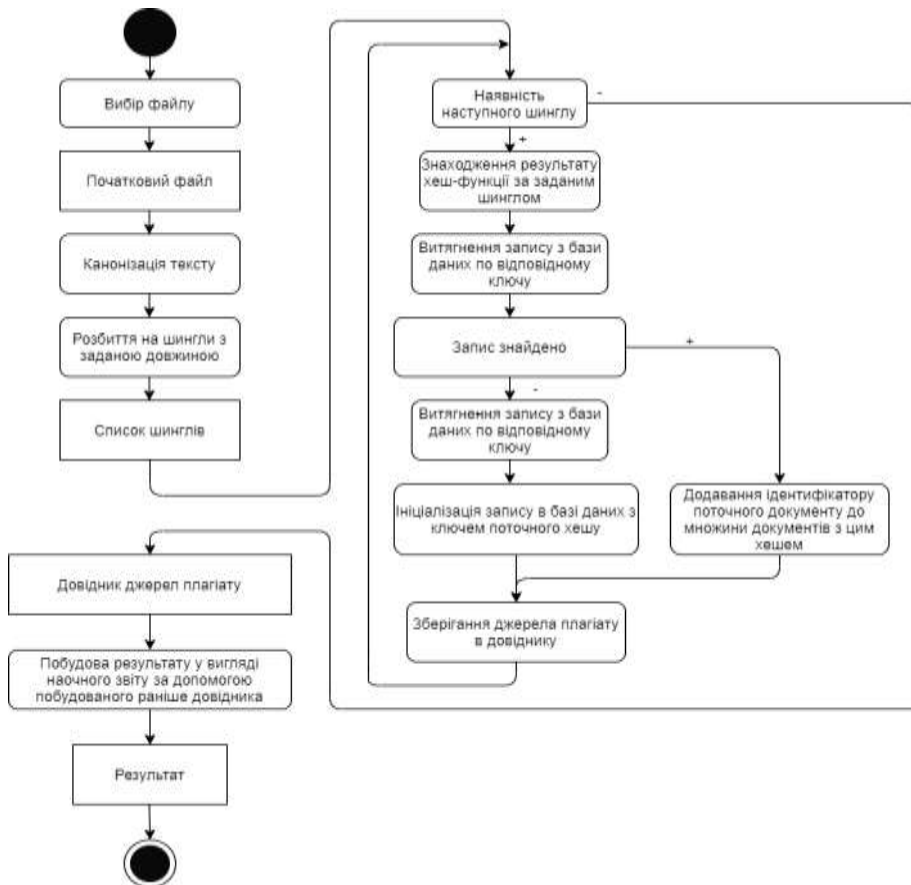 Вибір файлу
Початковий файл
Канонізація тексту
Розбиття на шингли з
заданою довжиною
Список шинглів
Наявність
наступного шинглу
-
+
Знаходження результату
хеш-функції за заданим
шинглом
Витягнення запису з бази
даних по відповідному
ключу
Запис знайдено
+
-
Витягнення запису з бази
даних по відповідному
ключу
Ініціалізація запису в базі даних з
ключем поточного хешу
Додавання ідентифікатору
поточного документу до
множини документів з цим
хешем
Зберігання джерела плагіату
в довіднику
Довідник джерел плагіату
Побудова результату у вигляді
наочного звіту за допомогою
побудованого раніше довідника
Результат